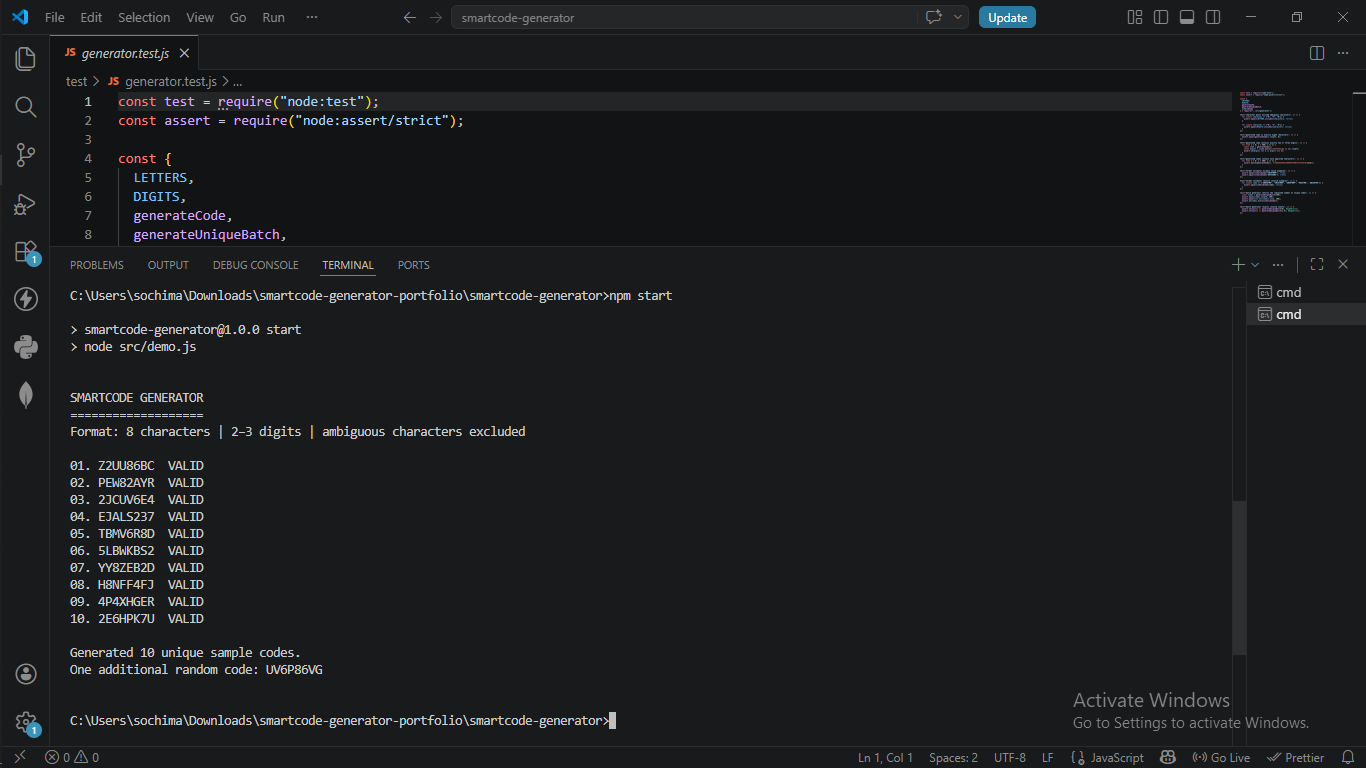 File Edit Selection View Go Run ···
smartcode-generator
Update
JS generator.test.js
test > JS generator.test.js > ...
1 const test = require("node:test");
2 const assert = require("node:assert/strict");
3
4 const {
5 LETTERS,
6 DIGITS,
7 generateCode,
8 generateUniqueBatch,
PROBLEMS OUTPUT DEBUG CONSOLE TERMINAL PORTS
cmd
cmd
C:\Users\sochima\Downloads\smartcode-generator-portfolio\smartcode-generator>npm start
> smartcode-generator@1.0.0 start
> node src/demo.js
SMARTCODE GENERATOR
===================
Format: 8 characters | 2–3 digits | ambiguous characters excluded
01. Z2UU86BC VALID
02. PEW82AYR VALID
03. 2JCUV6E4 VALID
04. EJALS237 VALID
05. TBMV6R8D VALID
06. 5LBWKBS2 VALID
07. YY8ZEB2D VALID
08. H8NFF4FJ VALID
09. 4P4XHGER VALID
10. 2E6HPK7U VALID
Generated 10 unique sample codes.
One additional random code: UV6P86VG
C:\Users\sochima\Downloads\smartcode-generator-portfolio\smartcode-generator>
Activate Windows
Go to Settings to activate Windows.
1
1
0 0 Ln 1, Col 1 Spaces: 2 UTF-8 LF {} JavaScript Go Live Prettier